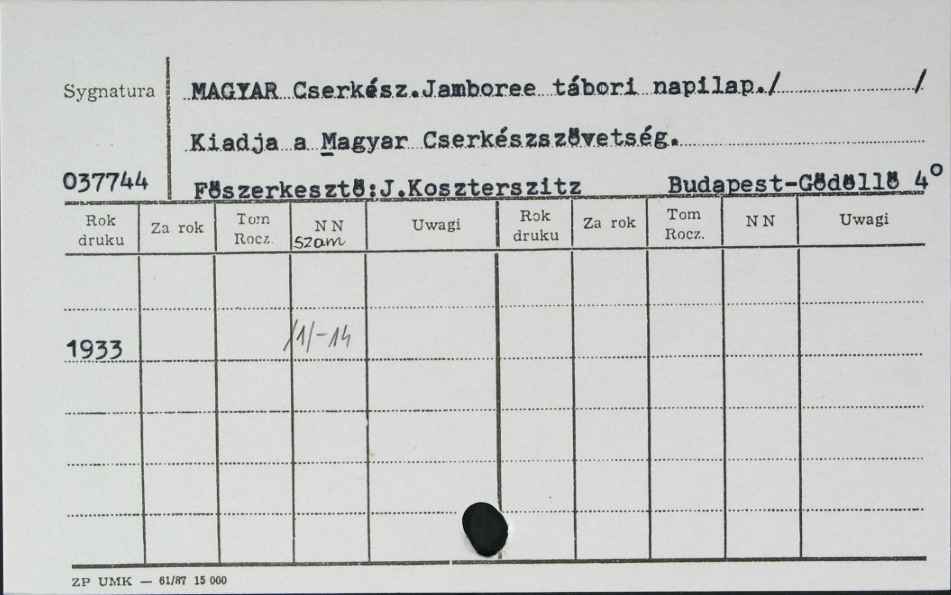 Sygnatura MAGYAR Cserkész.Jamboree tábori napilap./ /
Kiadja a Magyar Cserkészszövetség.
037744 Főszerkesztő:J.Koszterszitz Budapest-Gödöllő 4°
Rok druku Za rok Tom Rocz. NN Uwagi Rok druku Za rok Tom Rocz. NN Uwagi
szam
1933 /1/-14
ZP UMK — 61/87 15 000